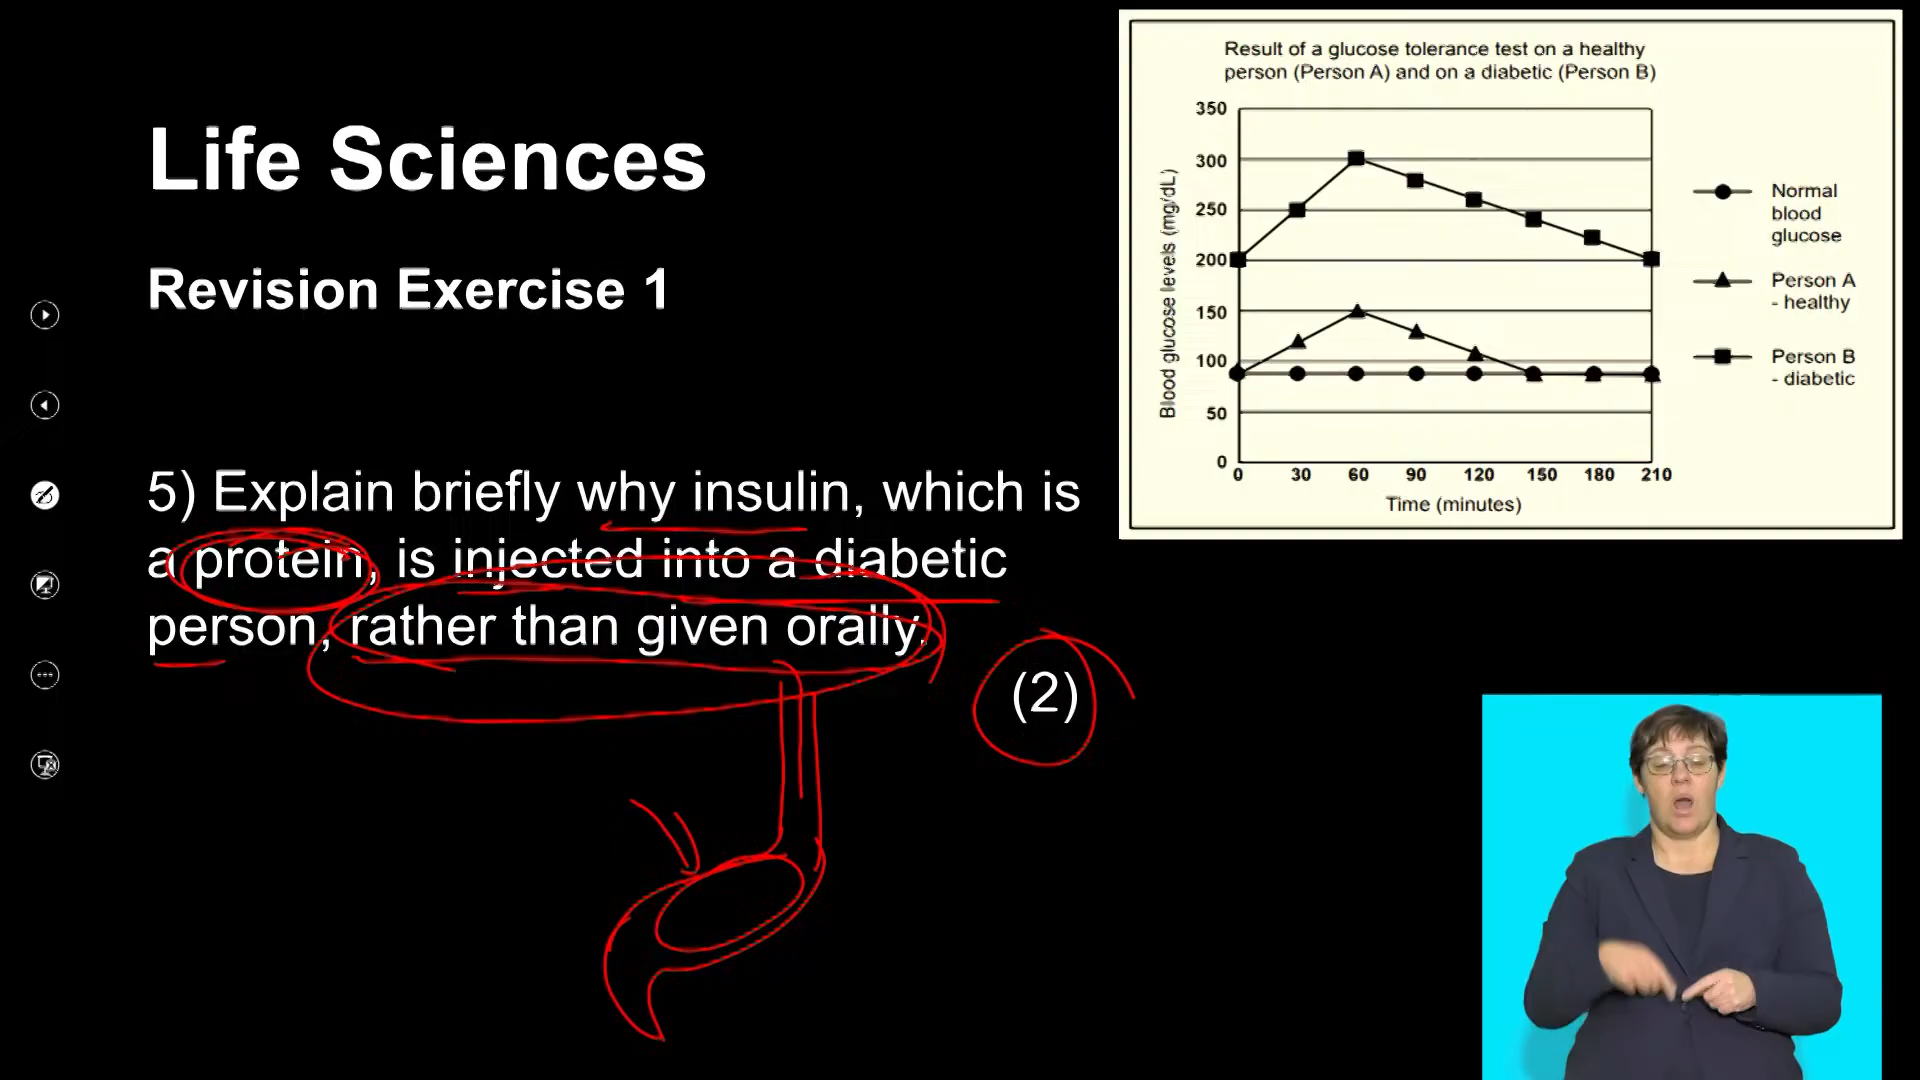 Life Sciences
Revision Exercise 1
5) Explain briefly why insulin, which is
a protein, is injected into a diabetic
person, rather than given orally.
(2)
Result of a glucose tolerance test on a healthy
person (Person A) and on a diabetic (Person B)
Blood glucose levels (mg/dL)
350
300
250
200
150
100
50
0
0 30 60 90 120 150 180 210
Time (minutes)
Normal
blood
glucose
Person A
- healthy
Person B
- diabetic